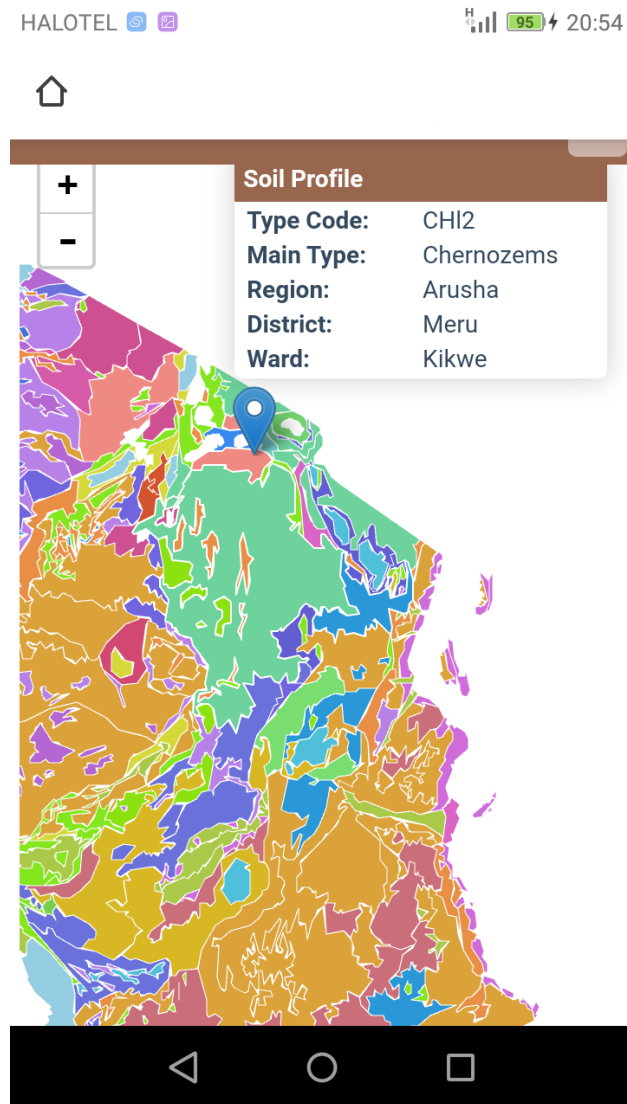 HALOTEL
H
95
20:54
+
-
Soil Profile
Type Code: CHl2
Main Type: Chernozems
Region: Arusha
District: Meru
Ward: Kikwe